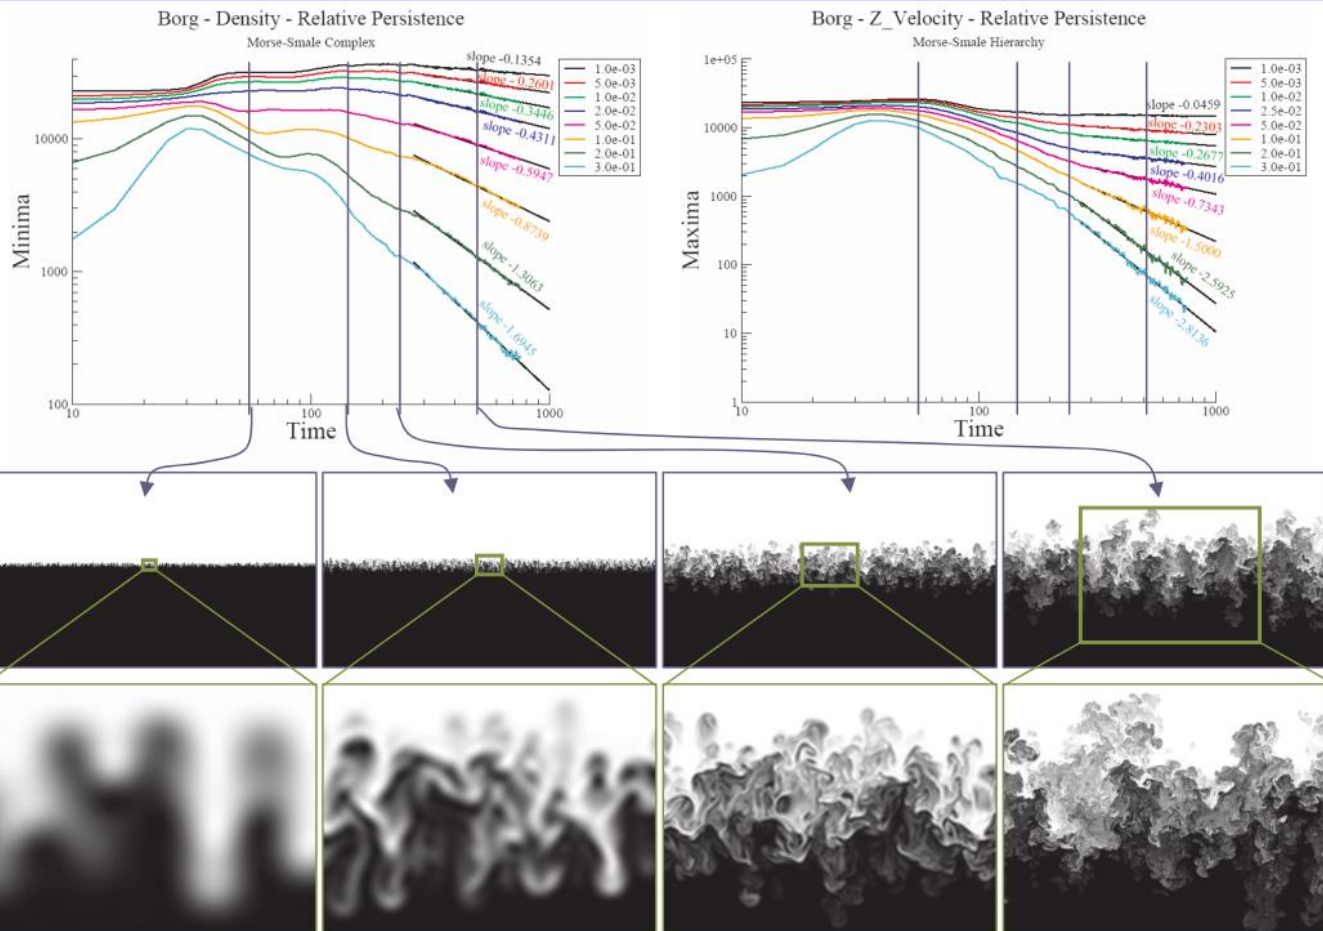 Borg - Density - Relative Persistence
Morse-Smale Complex
slope -0.1354
slope -0.2601
slope -0.3446
slope -0.4311
slope -0.5947
slope -0.8739
slope -1.3063
slope -1.6945
1.0e-03
5.0e-03
1.0e-02
2.0e-02
5.0e-02
1.0e-01
2.0e-01
3.0e-01
Minima
10000
1000
100
10
100
1000
Time
Borg - Z_Velocity - Relative Persistence
Morse-Smale Hierarchy
slope -0.0459
slope -0.2303
slope -0.2677
slope -0.4016
slope -0.7343
slope -1.5000
slope -2.5925
slope -2.8136
1.0e-03
5.0e-03
1.0e-02
2.5e-02
5.0e-02
1.0e-01
2.0e-01
3.0e-01
Maxima
1e+05
10000
1000
100
10
1
10
100
1000
Time